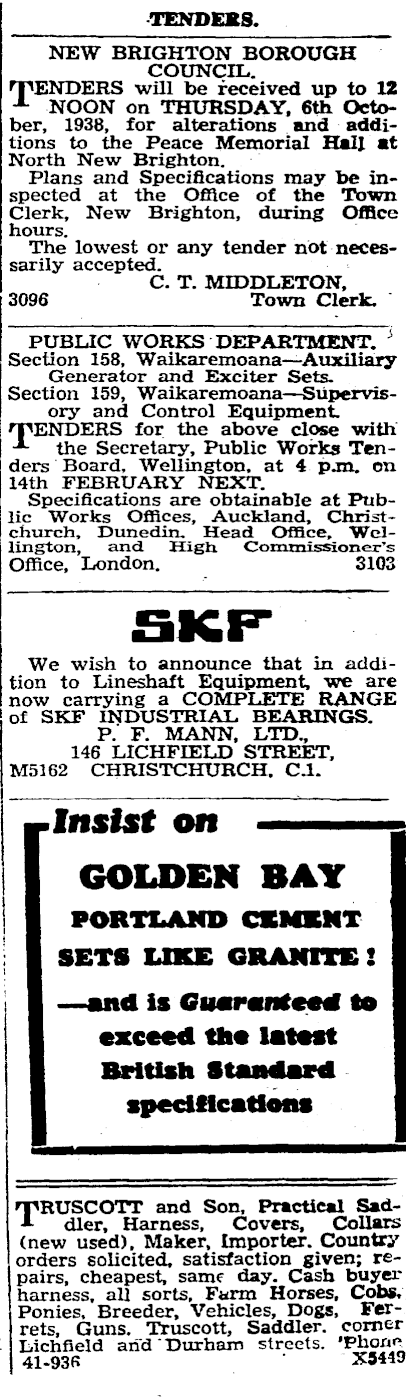 TENDERS.
NEW BRIGHTON BOROUGH
COUNCIL.
TENDERS will be received up to 12
NOON on THURSDAY, 6th Octo-
ber, 1938, for alterations and addi-
tions to the Peace Memorial Hall at
North New Brighton.
Plans and Specifications may be in-
spected at the Office of the Town
Clerk, New Brighton, during Office
hours.
The lowest or any tender not neces-
sarily accepted.
C. T. MIDDLETON,
3096 Town Clerk.
PUBLIC WORKS DEPARTMENT.
Section 158, Waikaremoana—Auxiliary
Generator and Exciter Sets.
Section 159, Waikaremoana—Supervis-
ory and Control Equipment.
TENDERS for the above close with
the Secretary, Public Works Ten-
ders Board, Wellington, at 4 p.m. on
14th FEBRUARY NEXT.
Specifications are obtainable at Pub-
lic Works Offices, Auckland, Christ-
church, Dunedin. Head Office, Wel-
lington, and High Commissioner's
Office, London. 3103
SKF
We wish to announce that in addi-
tion to Lineshaft Equipment, we are
now carrying a COMPLETE RANGE
of SKF INDUSTRIAL BEARINGS.
P. F. MANN, LTD.,
146 LICHFIELD STREET,
M5162 CHRISTCHURCH, C.1.
Insist on
GOLDEN BAY
PORTLAND CEMENT
SETS LIKE GRANITE!
—and is Guaranteed to
exceed the latest
British Standard
specifications
TRUSCOTT and Son, Practical Sad-
dler, Harness, Covers, Collars
(new used), Maker, Importer. Country
orders solicited, satisfaction given; re-
pairs, cheapest, same day. Cash buyer
harness, all sorts, Farm Horses, Cobs,
Ponies, Breeder, Vehicles, Dogs, Fer-
rets, Guns. Truscott, Saddler. corner
Lichfield and Durham streets. 'Phone
41-936 X5449